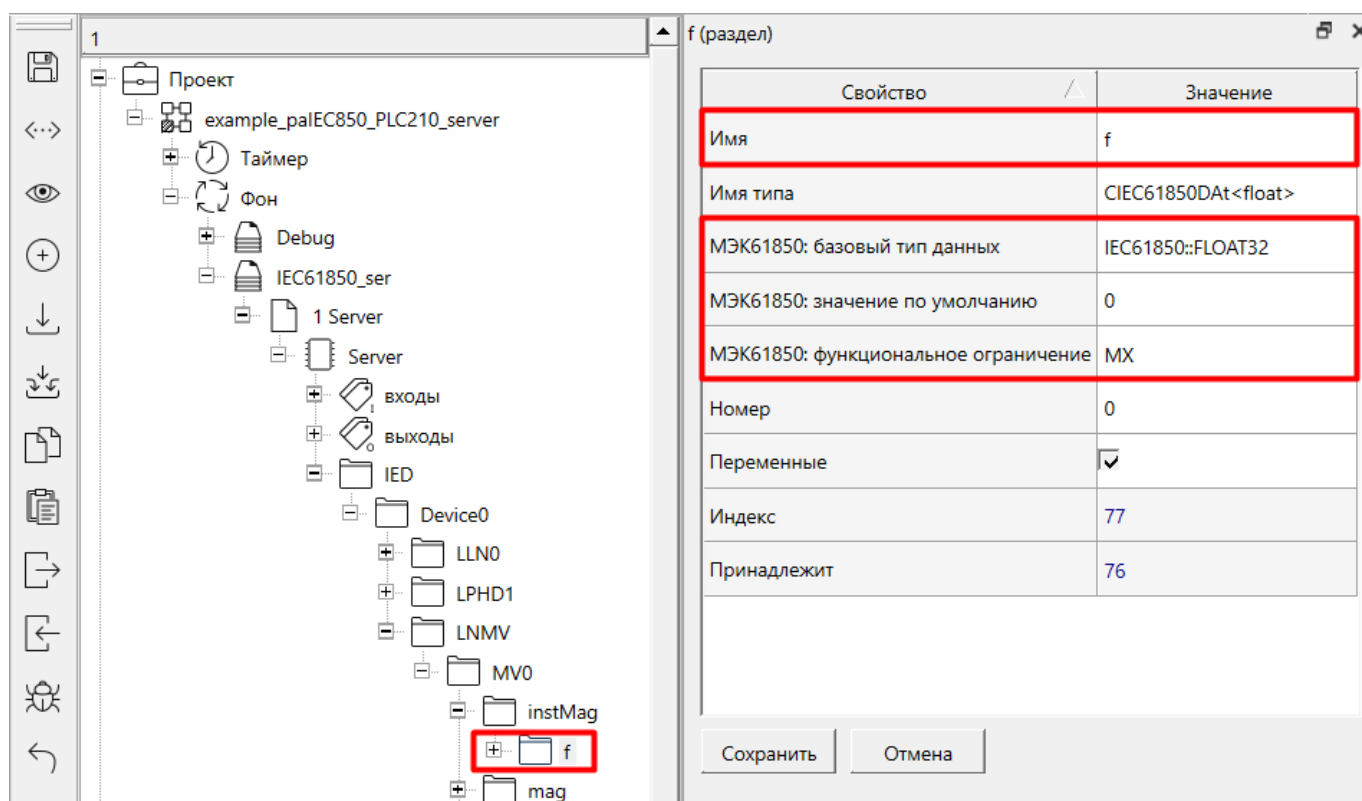 1
Проект
example_paIEC850_PLC210_server
Таймер
Фон
Debug
IEC61850_ser
1 Server
Server
входы
выходы
IED
Device0
LLN0
LPHD1
LNMV
MV0
instMag
f
mag
f (раздел)
Свойство Значение
Имя f
Имя типа CIEC61850DAt<float>
МЭК61850: базовый тип данных IEC61850::FLOAT32
МЭК61850: значение по умолчанию 0
МЭК61850: функциональное ограничение MX
Номер 0
Переменные
Индекс 77
Принадлежит 76
Сохранить Отмена